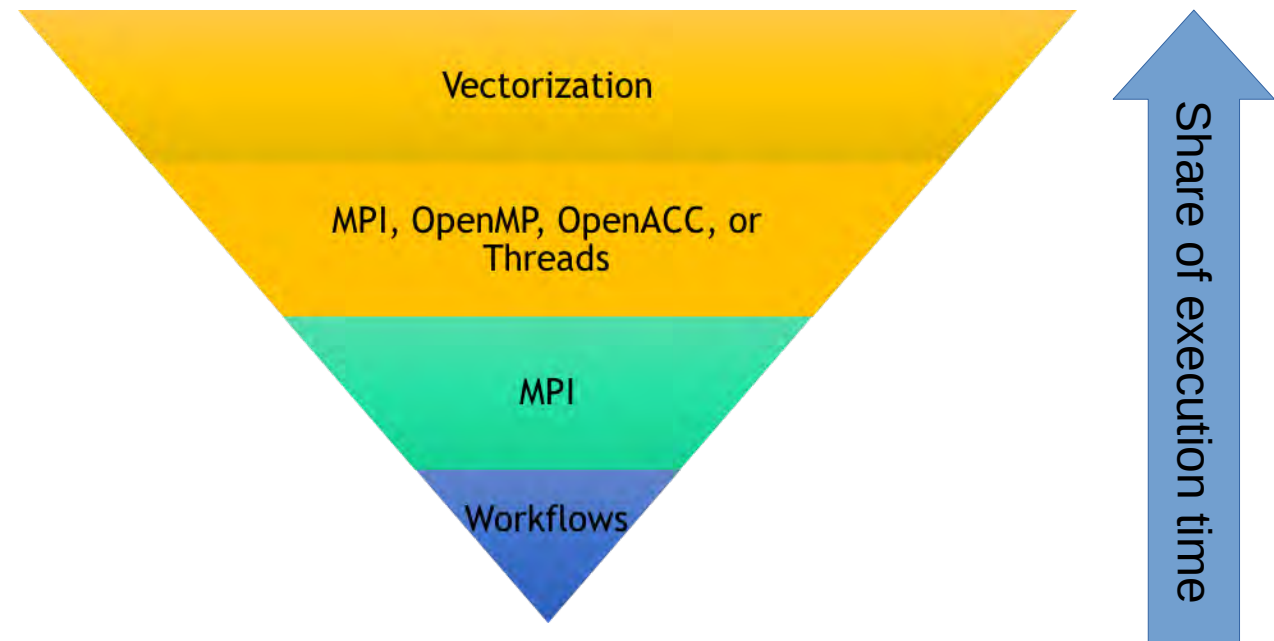 Vectorization
MPI, OpenMP, OpenACC, or
Threads
MPI
Workflows
Share of execution time